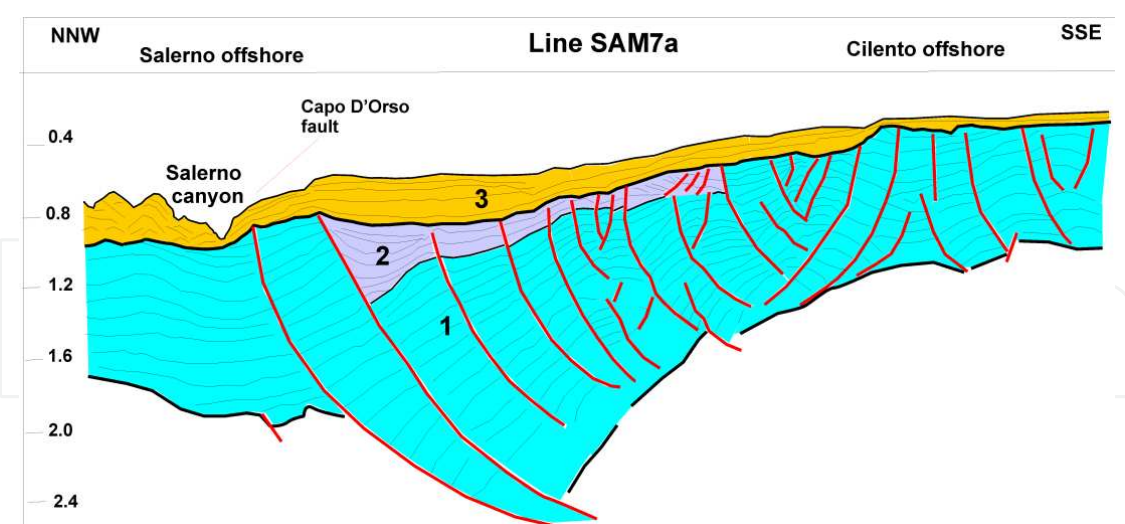 NNW
Line SAM7a
SSE
Salerno offshore
Cilento offshore
Capo D'Orso
fault
0.4
Salerno
canyon
3
0.8
2
1.2
1
1.6
2.0
2.4